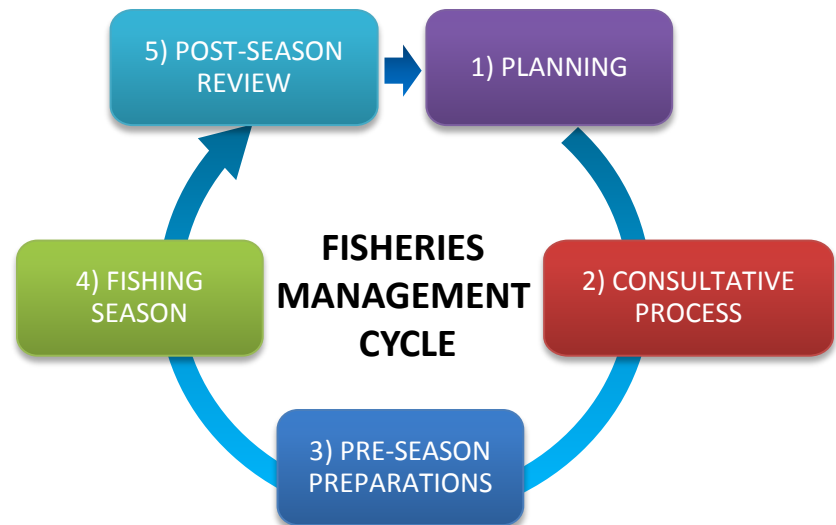 5) POST-SEASON
REVIEW
1) PLANNING
2) CONSULTATIVE
PROCESS
3) PRE-SEASON
PREPARATIONS
4) FISHING
SEASON
FISHERIES
MANAGEMENT
CYCLE